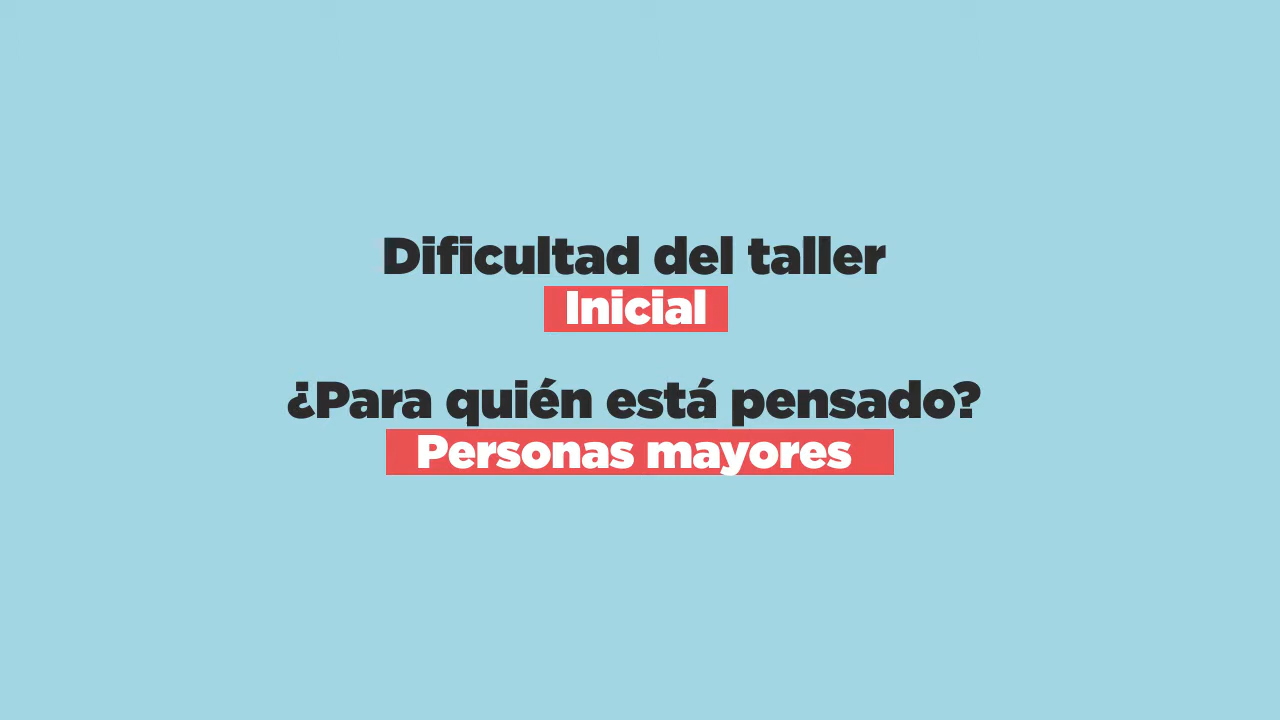 Dificultad del taller
Inicial
¿Para quién está pensado?
Personas mayores